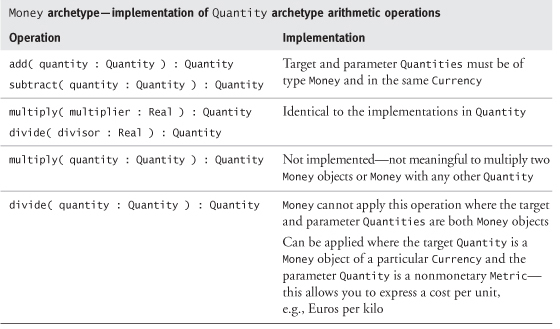 Money archetype—implementation of Quantity archetype arithmetic operations
Operation
Implementation
add( quantity : Quantity ) : Quantity
subtract( quantity : Quantity ) : Quantity
Target and parameter Quantities must be of
type Money and in the same Currency
multiply( multiplier : Real ) : Quantity
divide( divisor : Real ) : Quantity
Identical to the implementations in Quantity
multiply( quantity : Quantity ) : Quantity
Not implemented—not meaningful to multiply two
Money objects or Money with any other Quantity
divide( quantity : Quantity ) : Quantity
Money cannot apply this operation where the target
and parameter Quantities are both Money objects
Can be applied where the target Quantity is a
Money object of a particular Currency and the
parameter Quantity is a nonmonetary Metric—
this allows you to express a cost per unit,
e.g., Euros per kilo